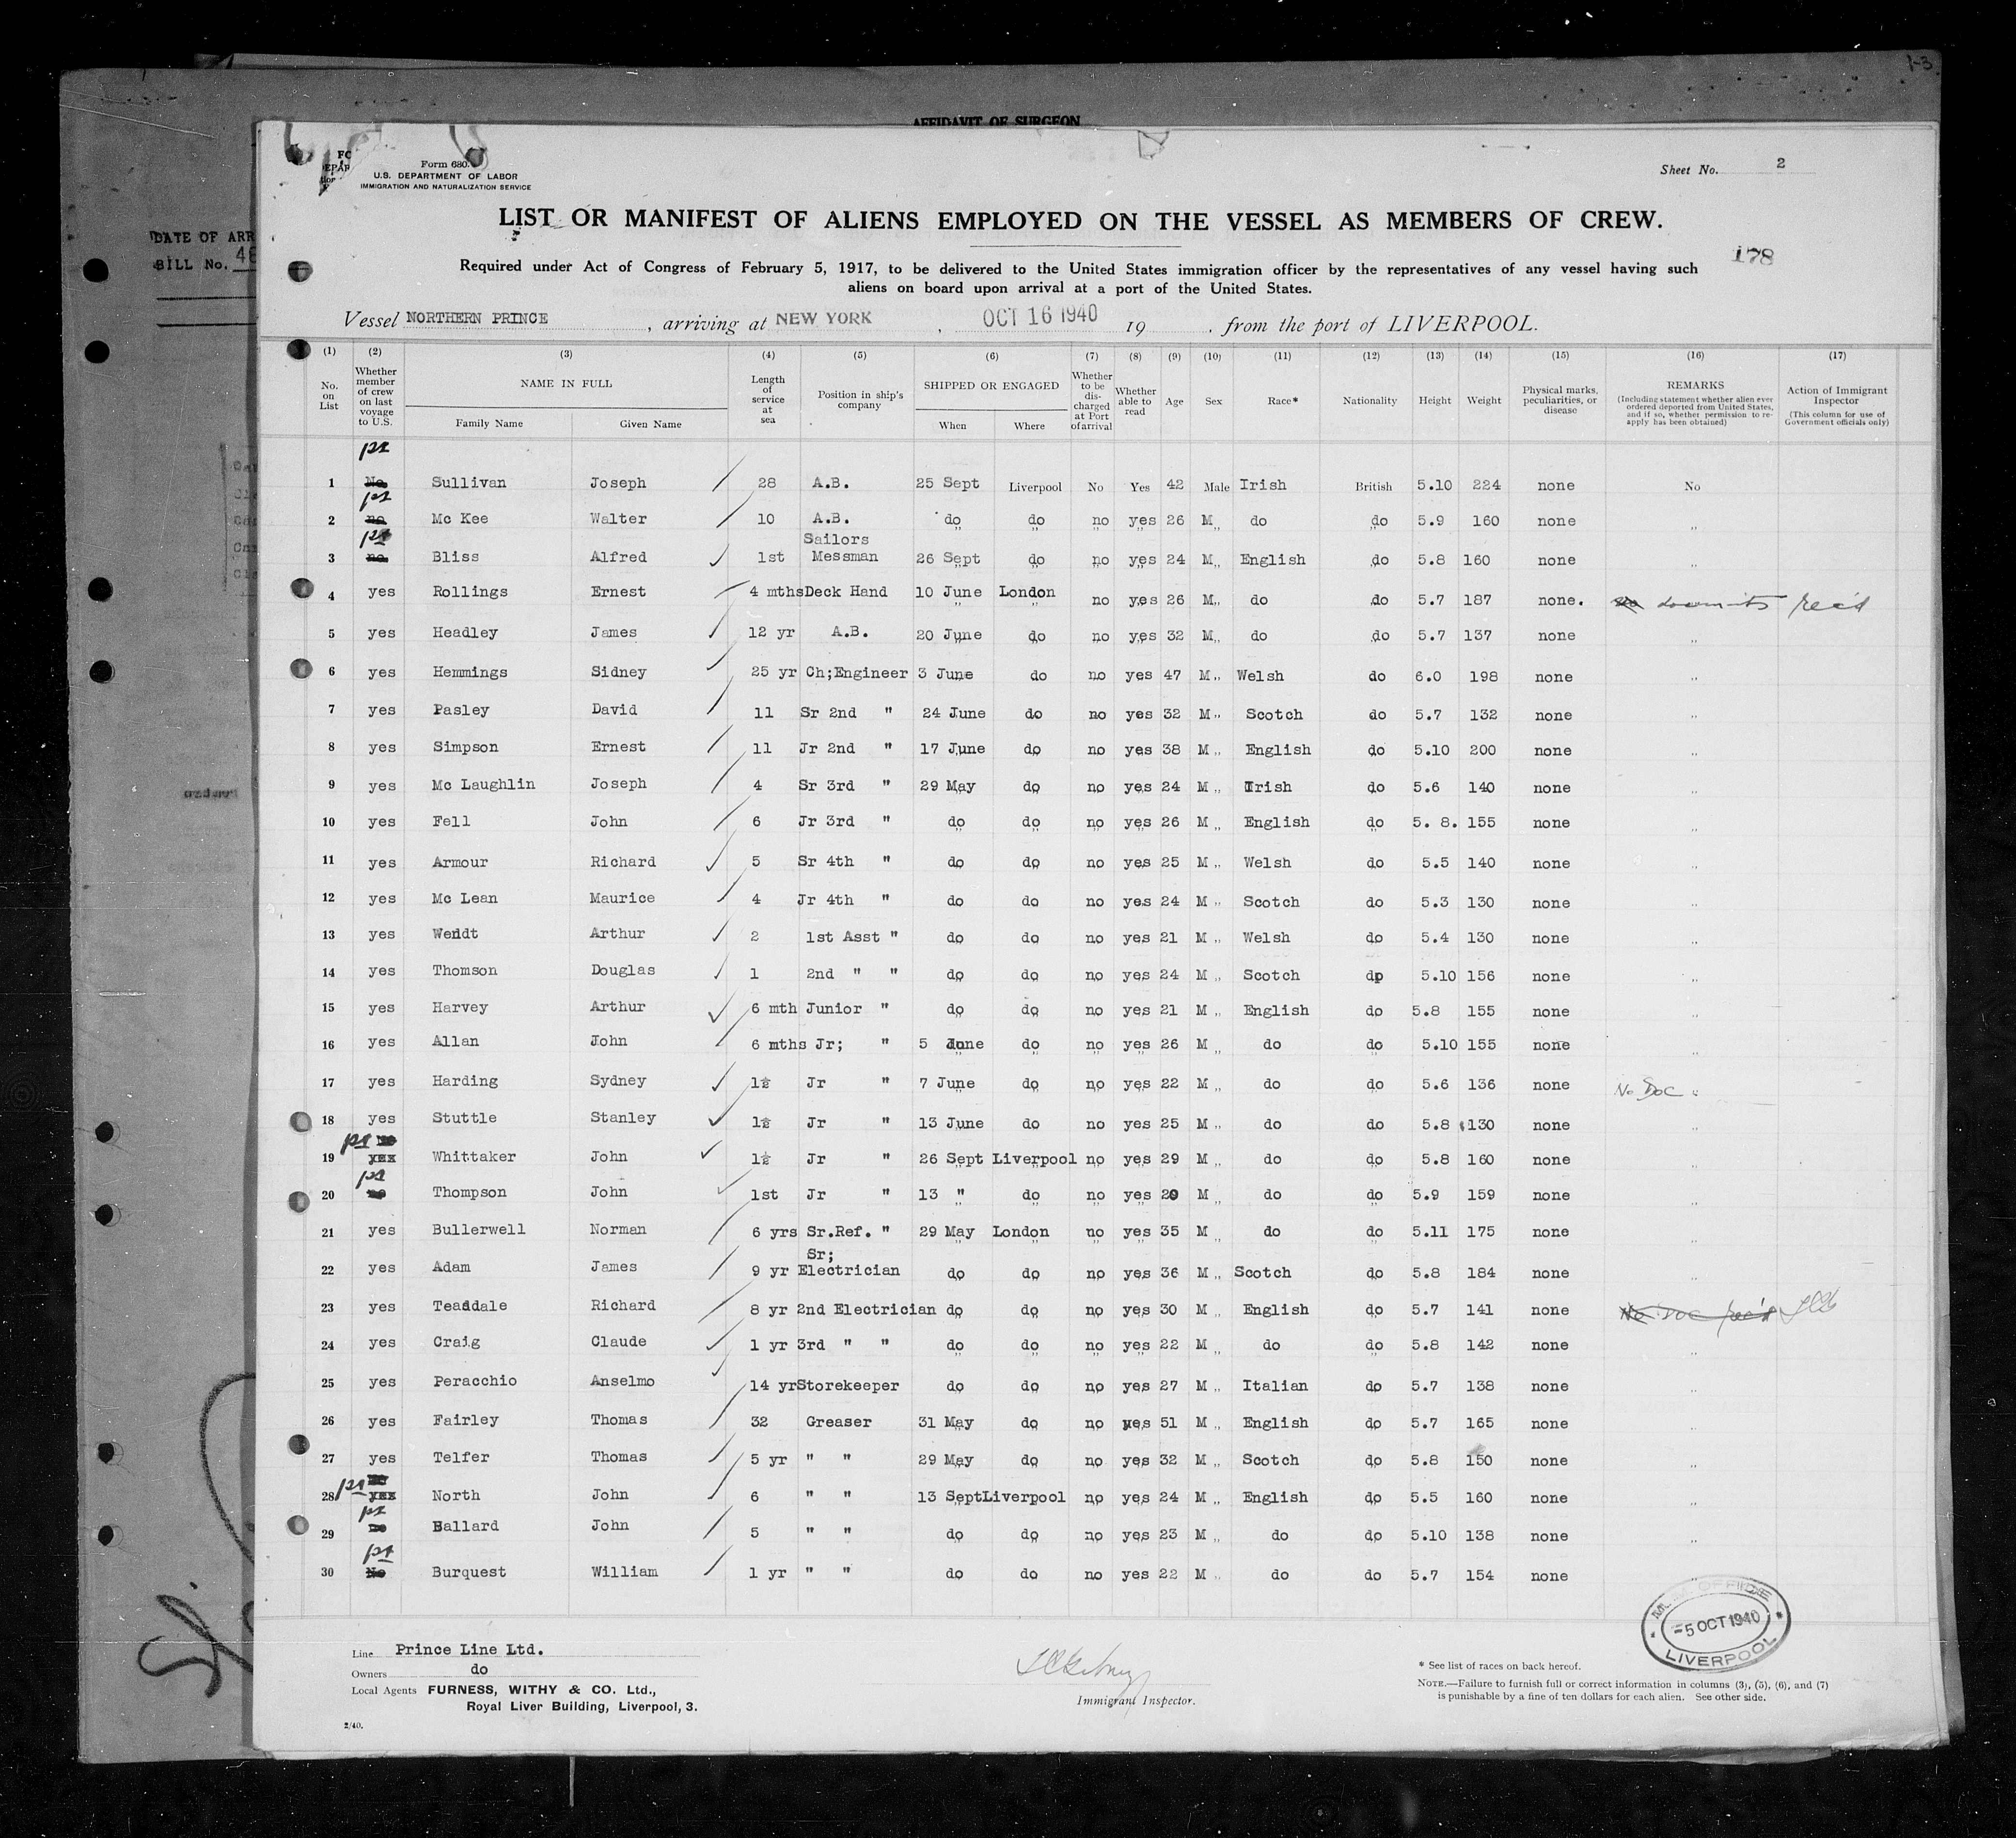 1-3
AFFIDAVIT OF SURGEON
Form 680.
U.S. DEPARTMENT OF LABOR
IMMIGRATION AND NATURALIZATION SERVICE
Sheet No. 2
LIST OR MANIFEST OF ALIENS EMPLOYED ON THE VESSEL AS MEMBERS OF CREW.
DATE OF ARR
BILL No. 46
178
Required under Act of Congress of February 5, 1917, to be delivered to the United States immigration officer by the representatives of any vessel having such
aliens on board upon arrival at a port of the United States.
Vessel NORTHERN PRINCE, arriving at NEW YORK, OCT 16 1940 19 , from the port of LIVERPOOL.
(1) (2) (3) (4) (5) (6) (7) (8) (9) (10) (11) (12) (13) (14) (15) (16) (17)
No. on List Whether member of crew on last voyage to U.S. NAME IN FULL Family Name Given Name Length of service at sea Position in ship's company SHIPPED OR ENGAGED When Where Whether to be discharged at Port of arrival Whether able to read Age Sex Race* Nationality Height Weight Physical marks, peculiarities, or disease REMARKS (Including statement whether alien ever ordered deported from United States, and if so, whether permission to re-apply has been obtained) Action of Immigrant Inspector (This column for use of Government officials only)
1 No Sullivan Joseph 28 A.B. 25 Sept Liverpool No Yes 42 Male Irish British 5.10 224 none No
2 no Mc Kee Walter 10 A.B. do do no yes 26 M „ do do 5.9 160 none „
3 no Bliss Alfred 1st Sailors Messman 26 Sept do no yes 24 M „ English do 5.8 160 none „
4 yes Rollings Ernest 4 mths Deck Hand 10 June London no yes 26 M „ do do 5.7 187 none. rec'd
5 yes Headley James 12 yr A.B. 20 June do no yes 32 M „ do do 5.7 137 none „
6 yes Hemmings Sidney 25 yr Ch;Engineer 3 June do no yes 47 M „ Welsh do 6.0 198 none „
7 yes Pasley David 11 Sr 2nd " 24 June do no yes 32 M „ Scotch do 5.7 132 none „
8 yes Simpson Ernest 11 Jr 2nd " 17 June do no yes 38 M „ English do 5.10 200 none „
9 yes Mc Laughlin Joseph 4 Sr 3rd " 29 May do no yes 24 M „ Irish do 5.6 140 none „
10 yes Fell John 6 Jr 3rd " do do no yes 26 M „ English do 5. 8. 155 none „
11 yes Armour Richard 5 Sr 4th " do do no yes 25 M „ Welsh do 5.5 140 none „
12 yes Mc Lean Maurice 4 Jr 4th " do do no yes 24 M „ Scotch do 5.3 130 none „
13 yes Wendt Arthur 2 1st Asst " do do no yes 21 M „ Welsh do 5.4 130 none „
14 yes Thomson Douglas 1 2nd " " do do no yes 24 M „ Scotch dp 5.10 156 none „
15 yes Harvey Arthur 6 mth Junior " do do no yes 21 M „ English do 5.8 155 none „
16 yes Allan John 6 mths Jr; " 5 June do no yes 26 M „ do do 5.10 155 none „
17 yes Harding Sydney 1½ Jr " 7 June do no yes 22 M „ do do 5.6 136 none No Doc „
18 yes Stuttle Stanley 1½ Jr " 13 June do no yes 25 M „ do do 5.8 130 none „
19 yes Whittaker John 1½ Jr " 26 Sept Liverpool no yes 29 M „ do do 5.8 160 none „
20 no Thompson John 1st Jr " 13 " do no yes 20 M „ do do 5.9 159 none „
21 yes Bullerwell Norman 6 yrs Sr.Ref. " 29 May London no yes 35 M „ do do 5.11 175 none „
22 yes Adam James 9 yr Sr; Electrician do do no yes 36 M „ Scotch do 5.8 184 none „
23 yes Teasdale Richard 8 yr 2nd Electrician do do no yes 30 M „ English do 5.7 141 none No Doc rec'd
24 yes Craig Claude 1 yr 3rd " " do do no yes 22 M „ do do 5.8 142 none „
25 yes Peracchio Anselmo 14 yr Storekeeper do do no yes 27 M „ Italian do 5.7 138 none „
26 yes Fairley Thomas 32 Greaser 31 May do no yes 51 M „ English do 5.7 165 none „
27 yes Telfer Thomas 5 yr " " 29 May do no yes 32 M „ Scotch do 5.8 150 none „
28 yes North John 6 " " 13 Sept Liverpool no yes 24 M „ English do 5.5 160 none „
29 no Ballard John 5 " " do do no yes 23 M „ do do 5.10 138 none „
30 No Burquest William 1 yr " " do do no yes 22 M „ do do 5.7 154 none „
OFFICE
-5 OCT 1940
LIVERPOOL
Line Prince Line Ltd.
Owners do
Local Agents FURNESS, WITHY & CO. Ltd.,
Royal Liver Building, Liverpool, 3.
2/40.
Immigrant Inspector.
* See list of races on back hereof.
NOTE.—Failure to furnish full or correct information in columns (3), (5), (6), and (7)
is punishable by a fine of ten dollars for each alien. See other side.